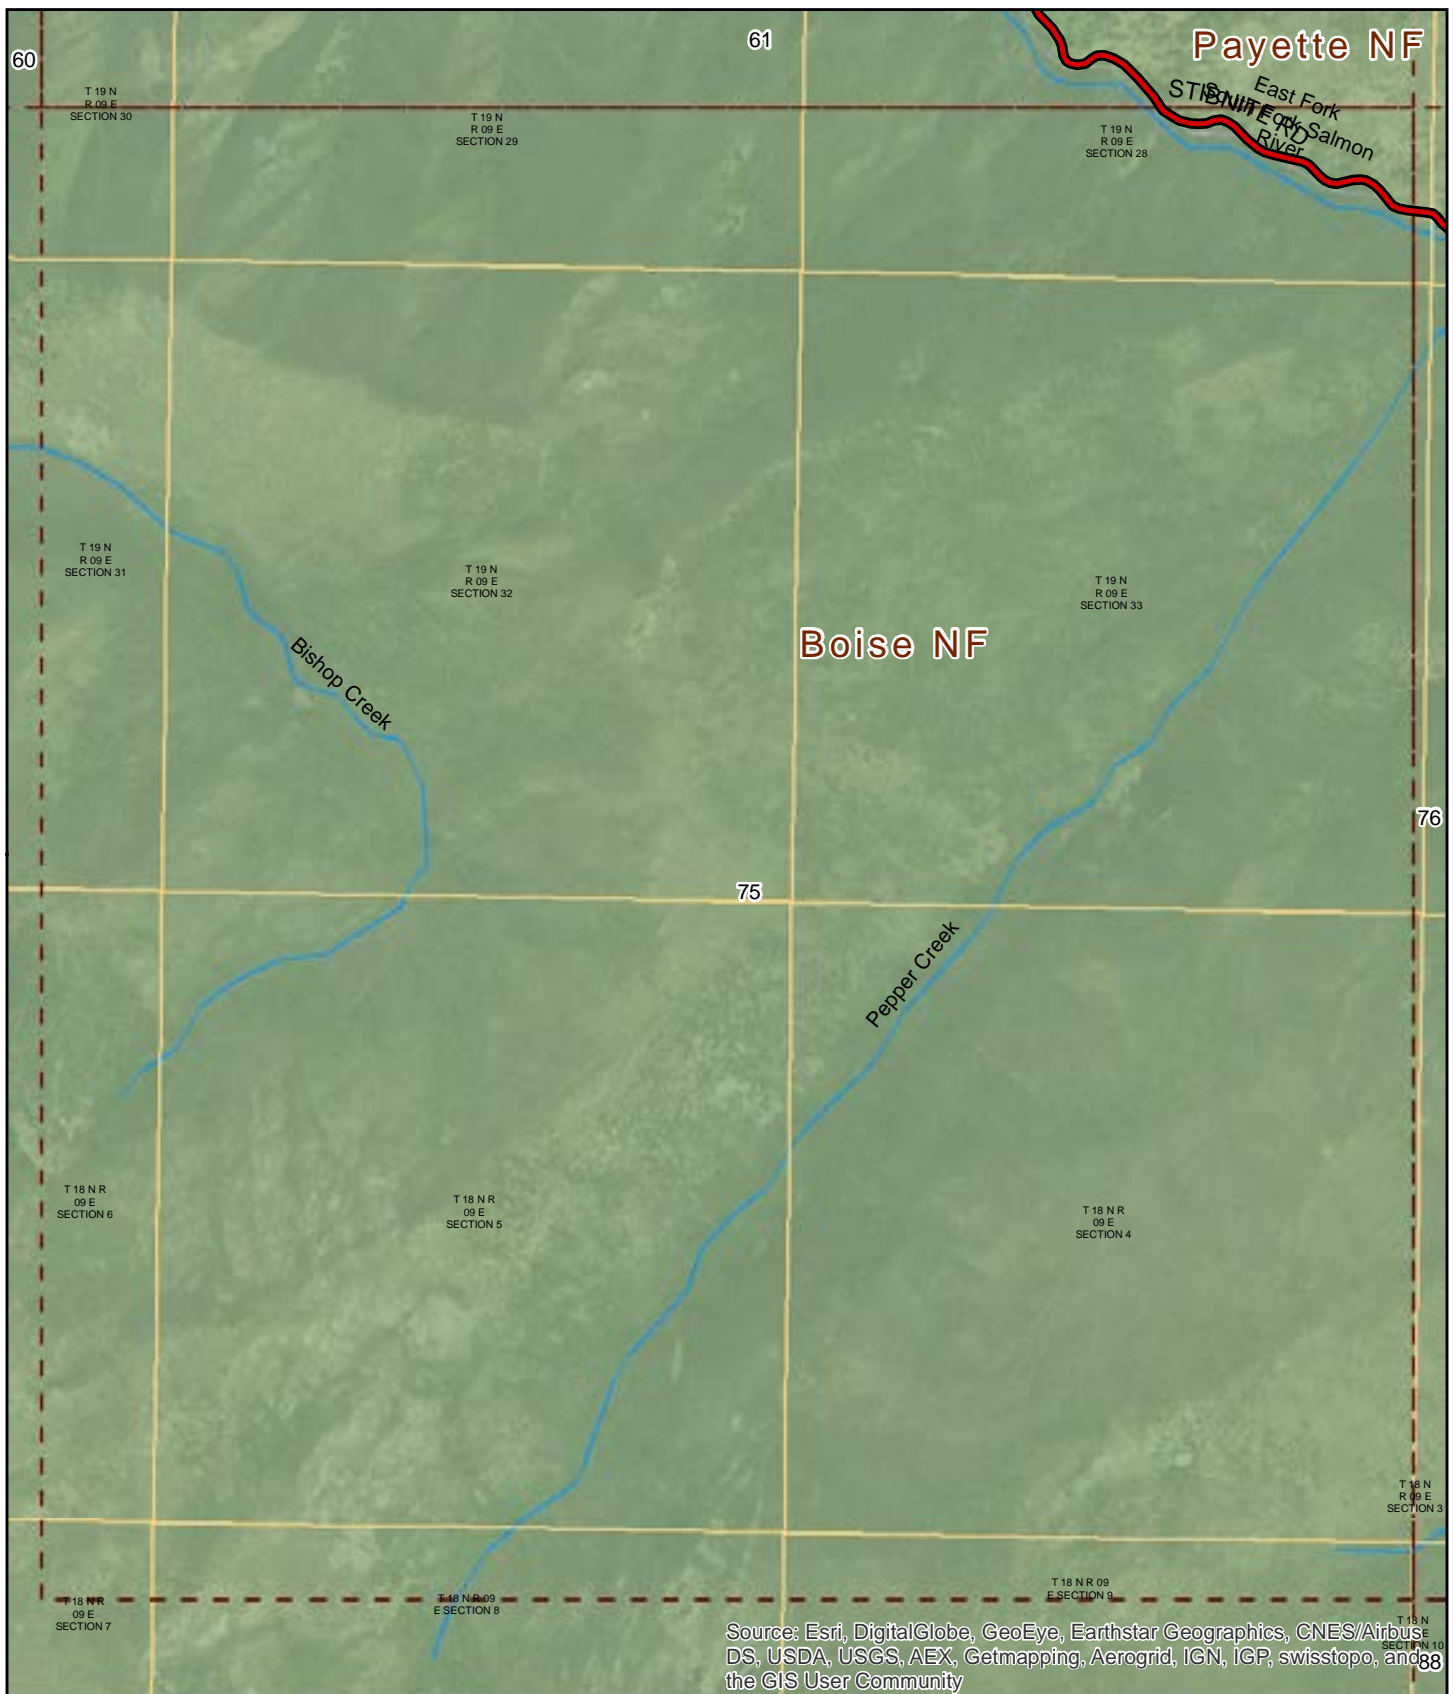 60
61
Payette NF
T 19 N
R 09 E
SECTION 30
T 19 N
R 09 E
SECTION 29
T 19 N
R 09 E
SECTION 28
STIBNITE RD
East Fork
South Fork Salmon
River
T 19 N
R 09 E
SECTION 31
T 19 N
R 09 E
SECTION 32
T 19 N
R 09 E
SECTION 33
Boise NF
Bishop Creek
76
75
Pepper Creek
T 18 N R
09 E
SECTION 6
T 18 N R
09 E
SECTION 5
T 18 N R
09 E
SECTION 4
T 18 N
R 09 E
SECTION 3
T 18 N R
09 E
SECTION 7
T 18 N R 09
E SECTION 8
T 18 N R 09
E SECTION 9
T 18 N
E
SECTION 10
Source: Esri, DigitalGlobe, GeoEye, Earthstar Geographics, CNES/Airbus
DS, USDA, USGS, AEX, Getmapping, Aerogrid, IGN, IGP, swisstopo, and
the GIS User Community
88